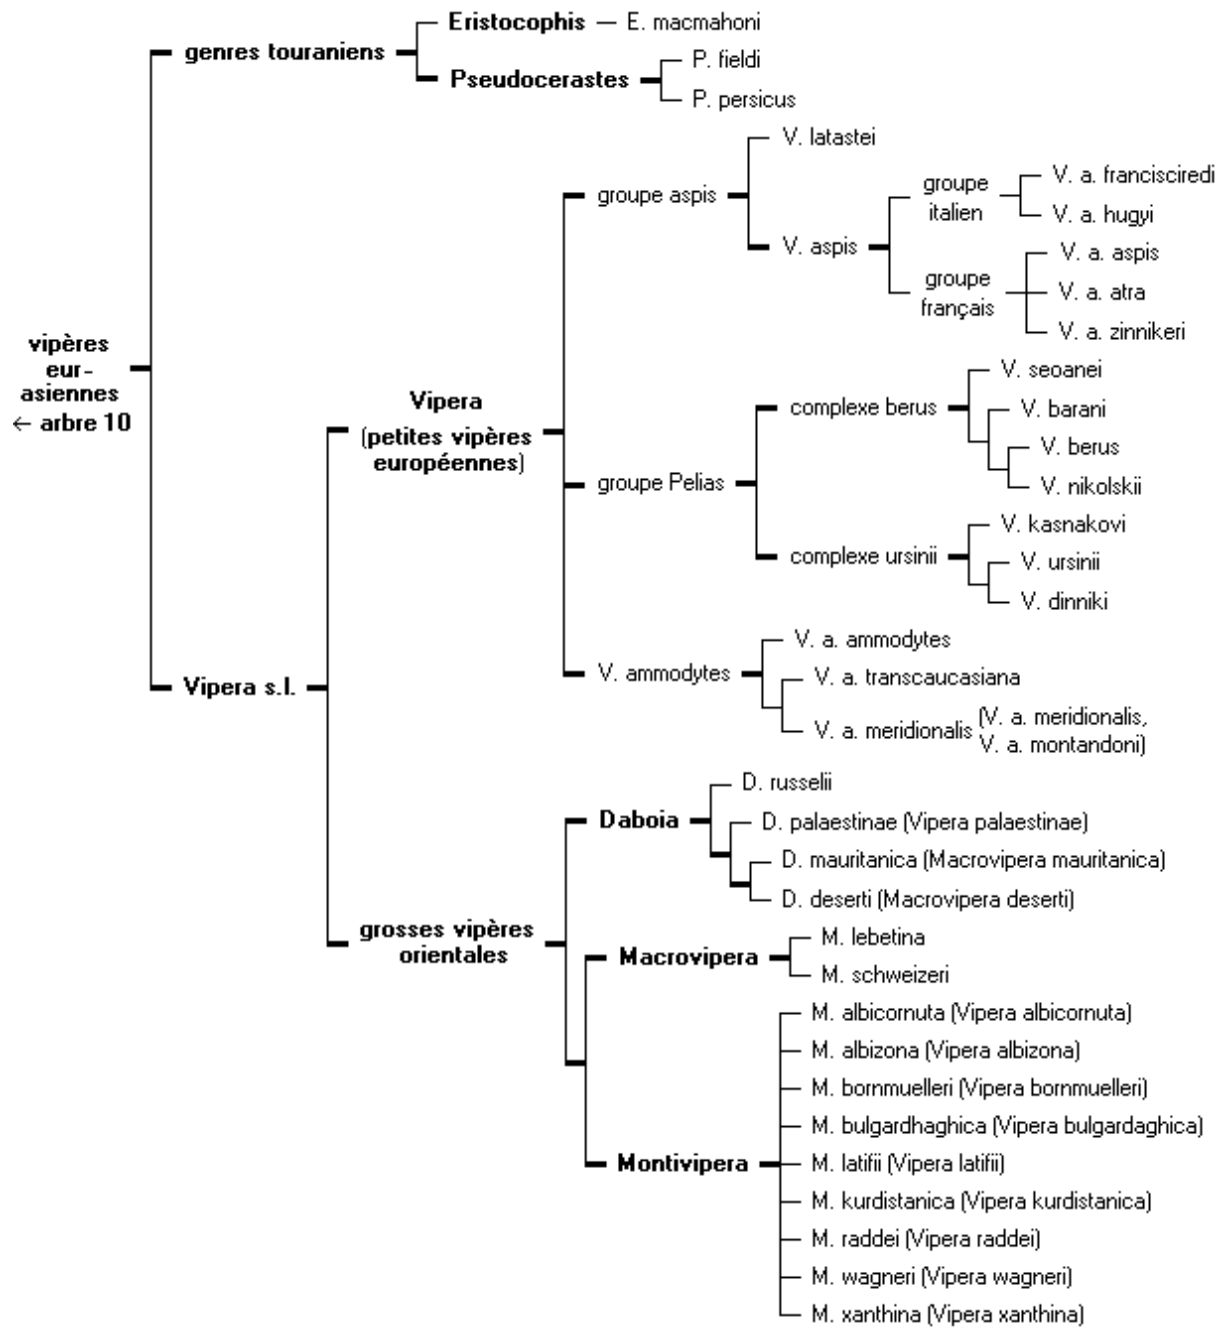 Eristocophis — E. macmahoni
genres touraniens
Pseudocerastes
P. fieldi
P. persicus
V. latastei
groupe aspis
groupe
italien
V. a. francisciredi
V. a. hugyi
V. aspis
V. a. aspis
groupe
français
V. a. atra
V. a. zinnikeri
vipères
eur-
asiennes
← arbre 10
Vipera
(petites vipères
européennes)
V. seoanei
complexe berus
V. barani
V. berus
groupe Pelias
V. nikolskii
V. kasnakovi
complexe ursinii
V. ursinii
V. dinniki
V. a. ammodytes
Vipera s.l.
V. ammodytes
V. a. transcaucasiana
V. a. meridionalis (V. a. meridionalis,
V. a. montandoni)
D. russelii
Daboia
D. palaestinae (Vipera palaestinae)
D. mauritanica (Macrovipera mauritanica)
D. deserti (Macrovipera deserti)
grosses vipères
orientales
M. lebetina
Macrovipera
M. schweizeri
M. albicornuta (Vipera albicornuta)
M. albizona (Vipera albizona)
M. bornmuelleri (Vipera bornmuelleri)
M. bulgardhaghica (Vipera bulgardaghica)
Montivipera
M. latifii (Vipera latifii)
M. kurdistanica (Vipera kurdistanica)
M. raddei (Vipera raddei)
M. wagneri (Vipera wagneri)
M. xanthina (Vipera xanthina)